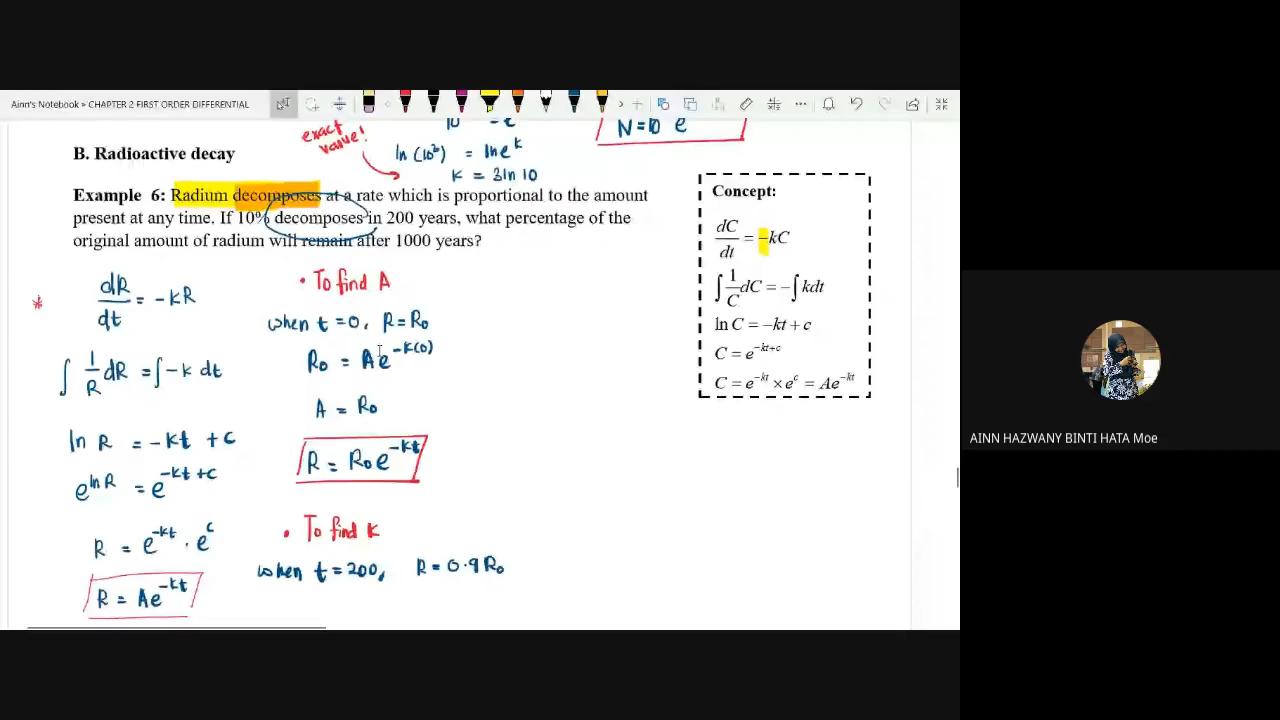 Ainn's Notebook » CHAPTER 2 FIRST ORDER DIFFERENTIAL
exact value!
ln (10³) = ln e^k
k = 3 ln 10
N = 10 e
B. Radioactive decay
Example 6: Radium decomposes at a rate which is proportional to the amount
present at any time. If 10% decomposes in 200 years, what percentage of the
original amount of radium will remain after 1000 years?
* dR/dt = -kR
∫ 1/R dR = ∫ -k dt
ln R = -kt + c
e^(ln R) = e^(-kt+c)
R = e^(-kt) · e^c
R = Ae^(-kt)
• To find A
when t = 0, R = R₀
R₀ = Ae^(-k(0))
A = R₀
R = R₀e^(-kt)
• To find k
when t = 200, R = 0.9 R₀
Concept:
dC/dt = -kC
∫ 1/C dC = -∫ kdt
ln C = -kt + c
C = e^(-kt+c)
C = e^(-kt) × e^c = Ae^(-kt)
AINN HAZWANY BINTI HATA Moe